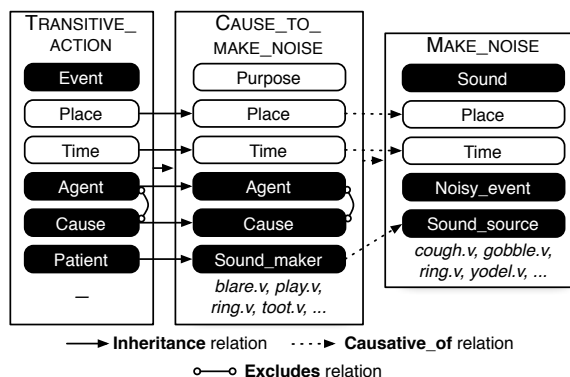 TRANSITIVE_
ACTION
Event
Place
Time
Agent
Cause
Patient
–
CAUSE_TO_
MAKE_NOISE
Purpose
Place
Time
Agent
Cause
Sound_maker
blare.v, play.v,
ring.v, toot.v, ...
MAKE_NOISE
Sound
Place
Time
Noisy_event
Sound_source
cough.v, gobble.v,
ring.v, yodel.v, ...
Inheritance relation
Causative_of relation
Excludes relation